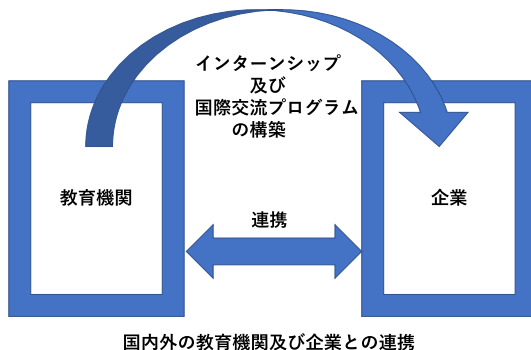 インターンシップ
及び
国際交流プログラム
の構築
教育機関
企業
連携
国内外の教育機関及び企業との連携